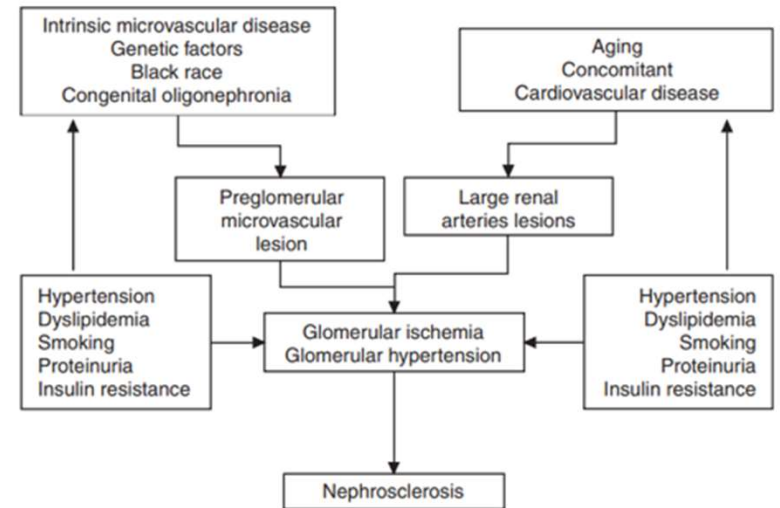 Intrinsic microvascular disease
Genetic factors
Black race
Congenital oligonephronia
Aging
Concomitant
Cardiovascular disease
Preglomerular
microvascular
lesion
Large renal
arteries lesions
Hypertension
Dyslipidemia
Smoking
Proteinuria
Insulin resistance
Glomerular ischemia
Glomerular hypertension
Hypertension
Dyslipidemia
Smoking
Proteinuria
Insulin resistance
Nephrosclerosis